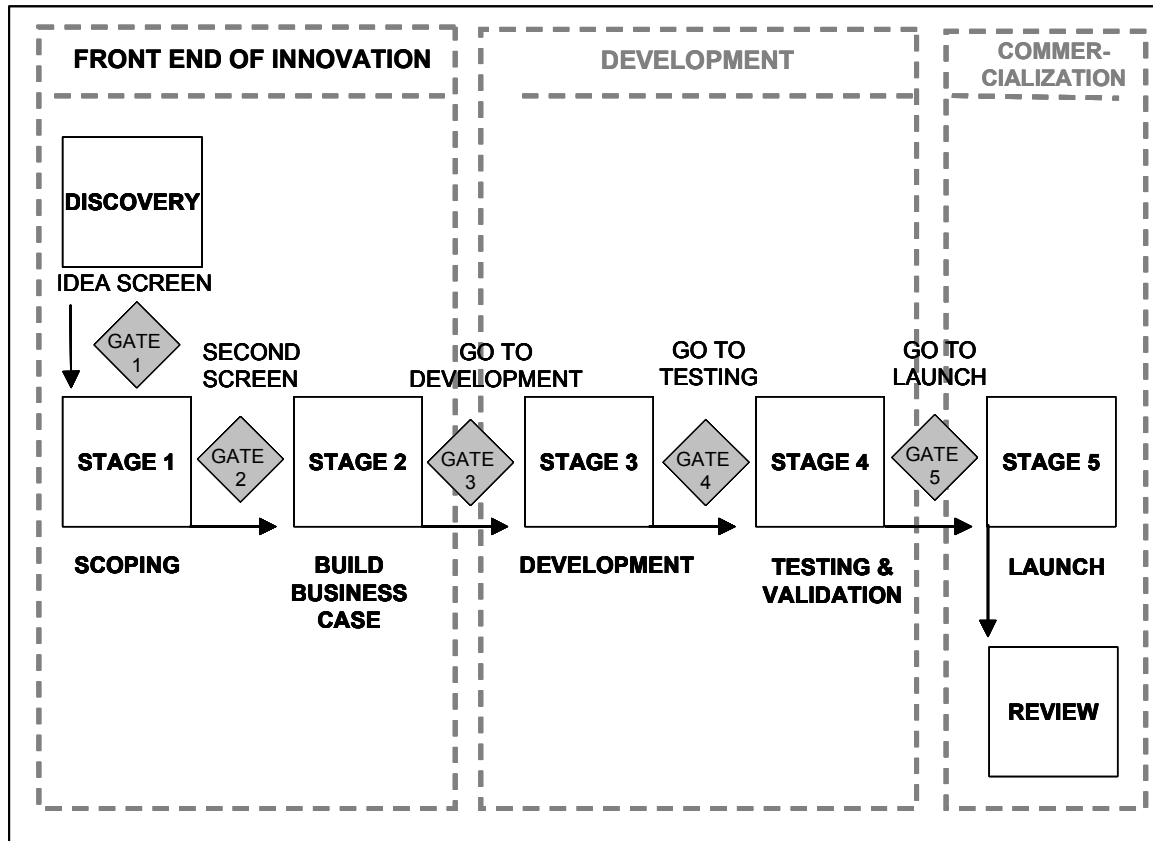 FRONT END OF INNOVATION
DEVELOPMENT
COMMER-
CIALIZATION
DISCOVERY
IDEA SCREEN
GATE
1
SECOND
SCREEN
GO TO
DEVELOPMENT
GO TO
TESTING
GO TO
LAUNCH
STAGE 1
GATE
2
STAGE 2
GATE
3
STAGE 3
GATE
4
STAGE 4
GATE
5
STAGE 5
SCOPING
BUILD
BUSINESS
CASE
DEVELOPMENT
TESTING &
VALIDATION
LAUNCH
REVIEW